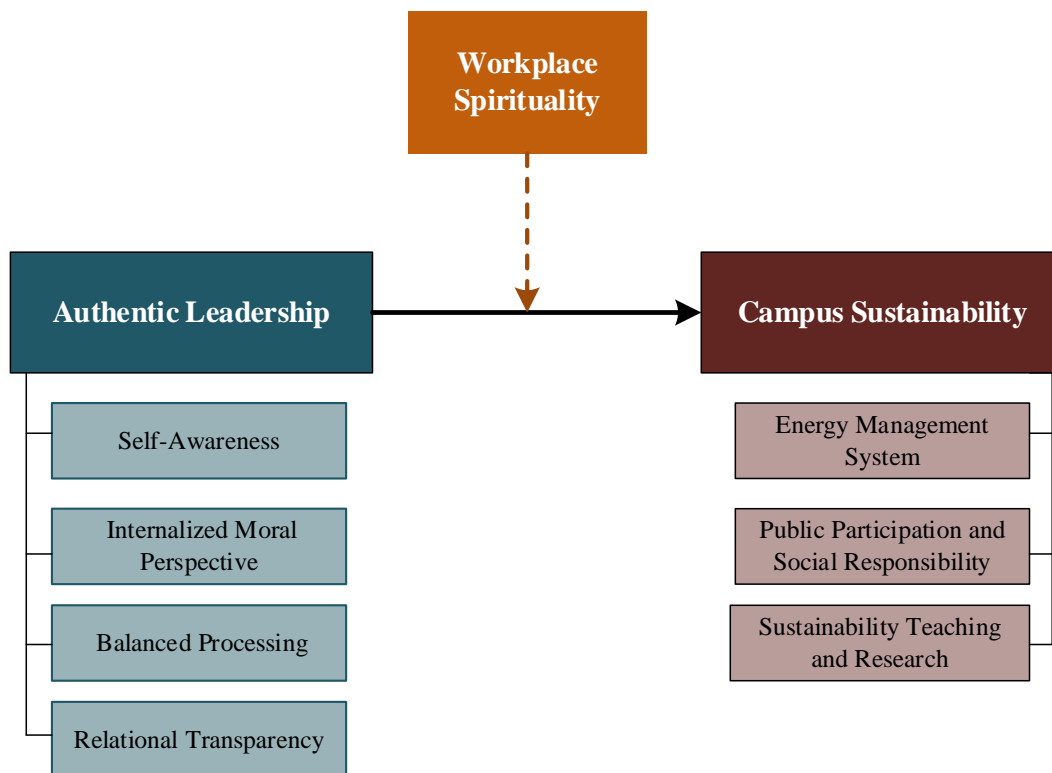 Workplace
Spirituality
Authentic Leadership
Campus Sustainability
Self-Awareness
Internalized Moral
Perspective
Balanced Processing
Relational Transparency
Energy Management
System
Public Participation and
Social Responsibility
Sustainability Teaching
and Research